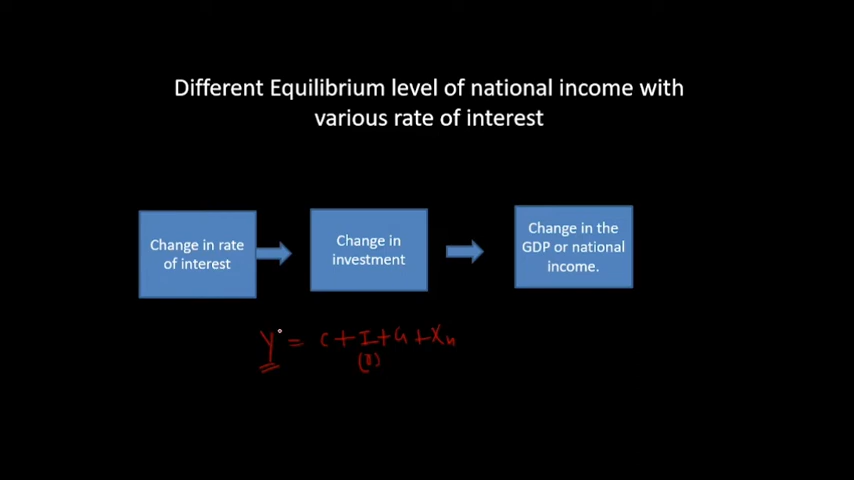 Different Equilibrium level of national income with
various rate of interest
Change in rate
of interest
Change in
investment
Change in the
GDP or national
income.
Y = C + I + G + Xn
(r)